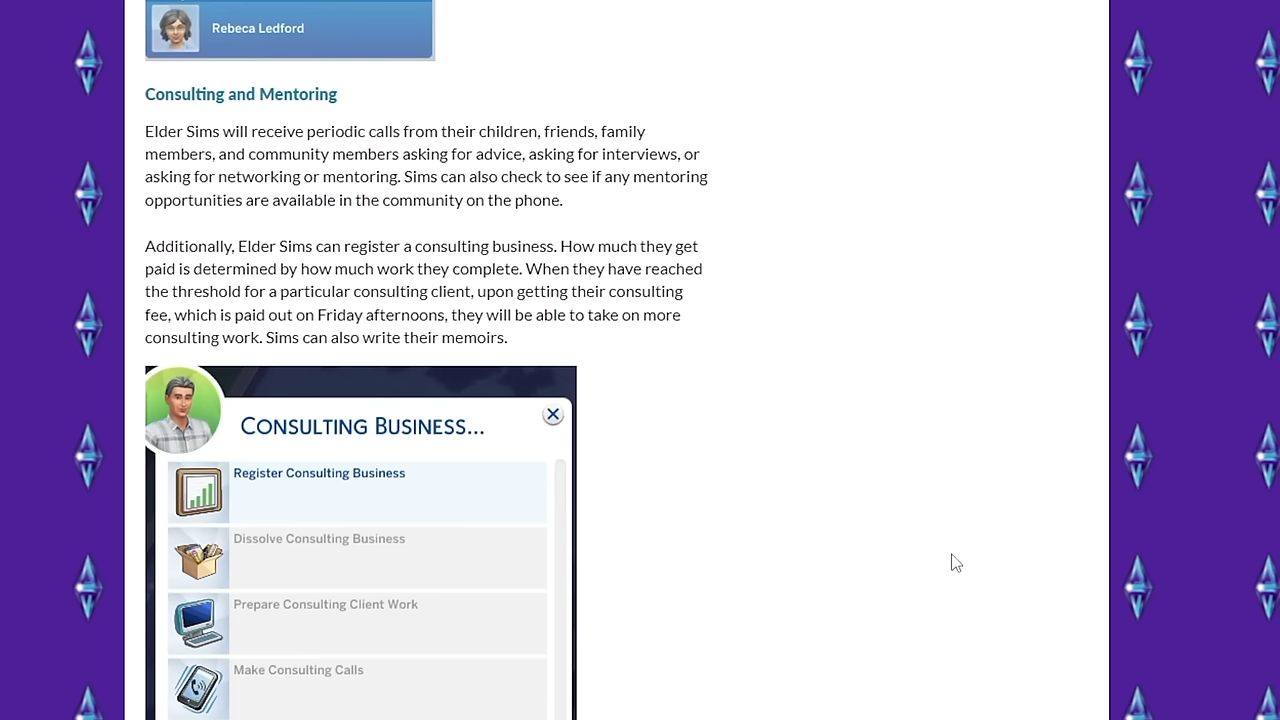 Rebeca Ledford
Consulting and Mentoring
Elder Sims will receive periodic calls from their children, friends, family
members, and community members asking for advice, asking for interviews, or
asking for networking or mentoring. Sims can also check to see if any mentoring
opportunities are available in the community on the phone.
Additionally, Elder Sims can register a consulting business. How much they get
paid is determined by how much work they complete. When they have reached
the threshold for a particular consulting client, upon getting their consulting
fee, which is paid out on Friday afternoons, they will be able to take on more
consulting work. Sims can also write their memoirs.
Consulting Business...
Register Consulting Business
Dissolve Consulting Business
Prepare Consulting Client Work
Make Consulting Calls